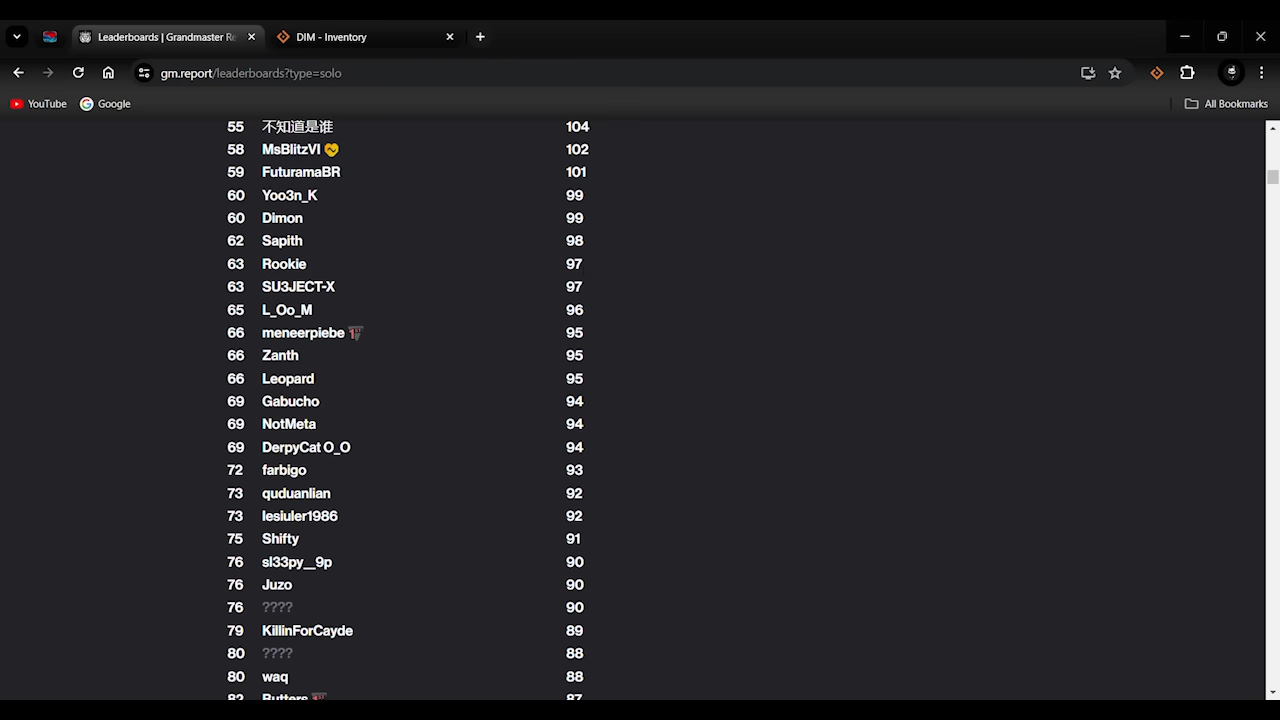 Leaderboards | Grandmaster Re
DIM - Inventory
gm.report/leaderboards?type=solo
YouTube
Google
All Bookmarks
55 不知道是谁 104
58 MsBlitzVI 102
59 FuturamaBR 101
60 Yoo3n_K 99
60 Dimon 99
62 Sapith 98
63 Rookie 97
63 SU3JECT-X 97
65 L_Oo_M 96
66 meneerpiebe 95
66 Zanth 95
66 Leopard 95
69 Gabucho 94
69 NotMeta 94
69 DerpyCat O_O 94
72 farbigo 93
73 quduanlian 92
73 lesiuler1986 92
75 Shifty 91
76 sl33py__9p 90
76 Juzo 90
76 ???? 90
79 KillinForCayde 89
80 ???? 88
80 waq 88
82 Butters 87